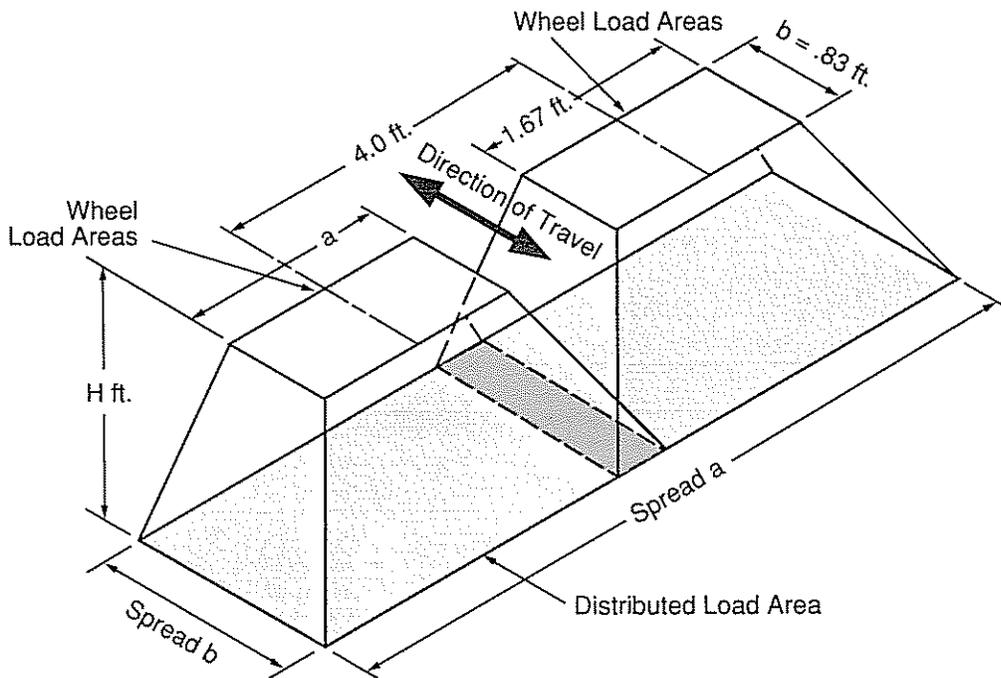 Wheel Load Areas
b = .83 ft.
1.67 ft.
4.0 ft.
Direction of Travel
Wheel
Load Areas
a
H ft.
Spread a
Distributed Load Area
Spread b